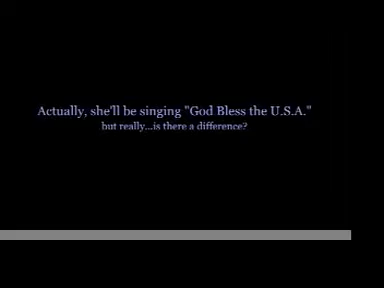 Actually, she'll be singing "God Bless the U.S.A."
but really...is there a difference?